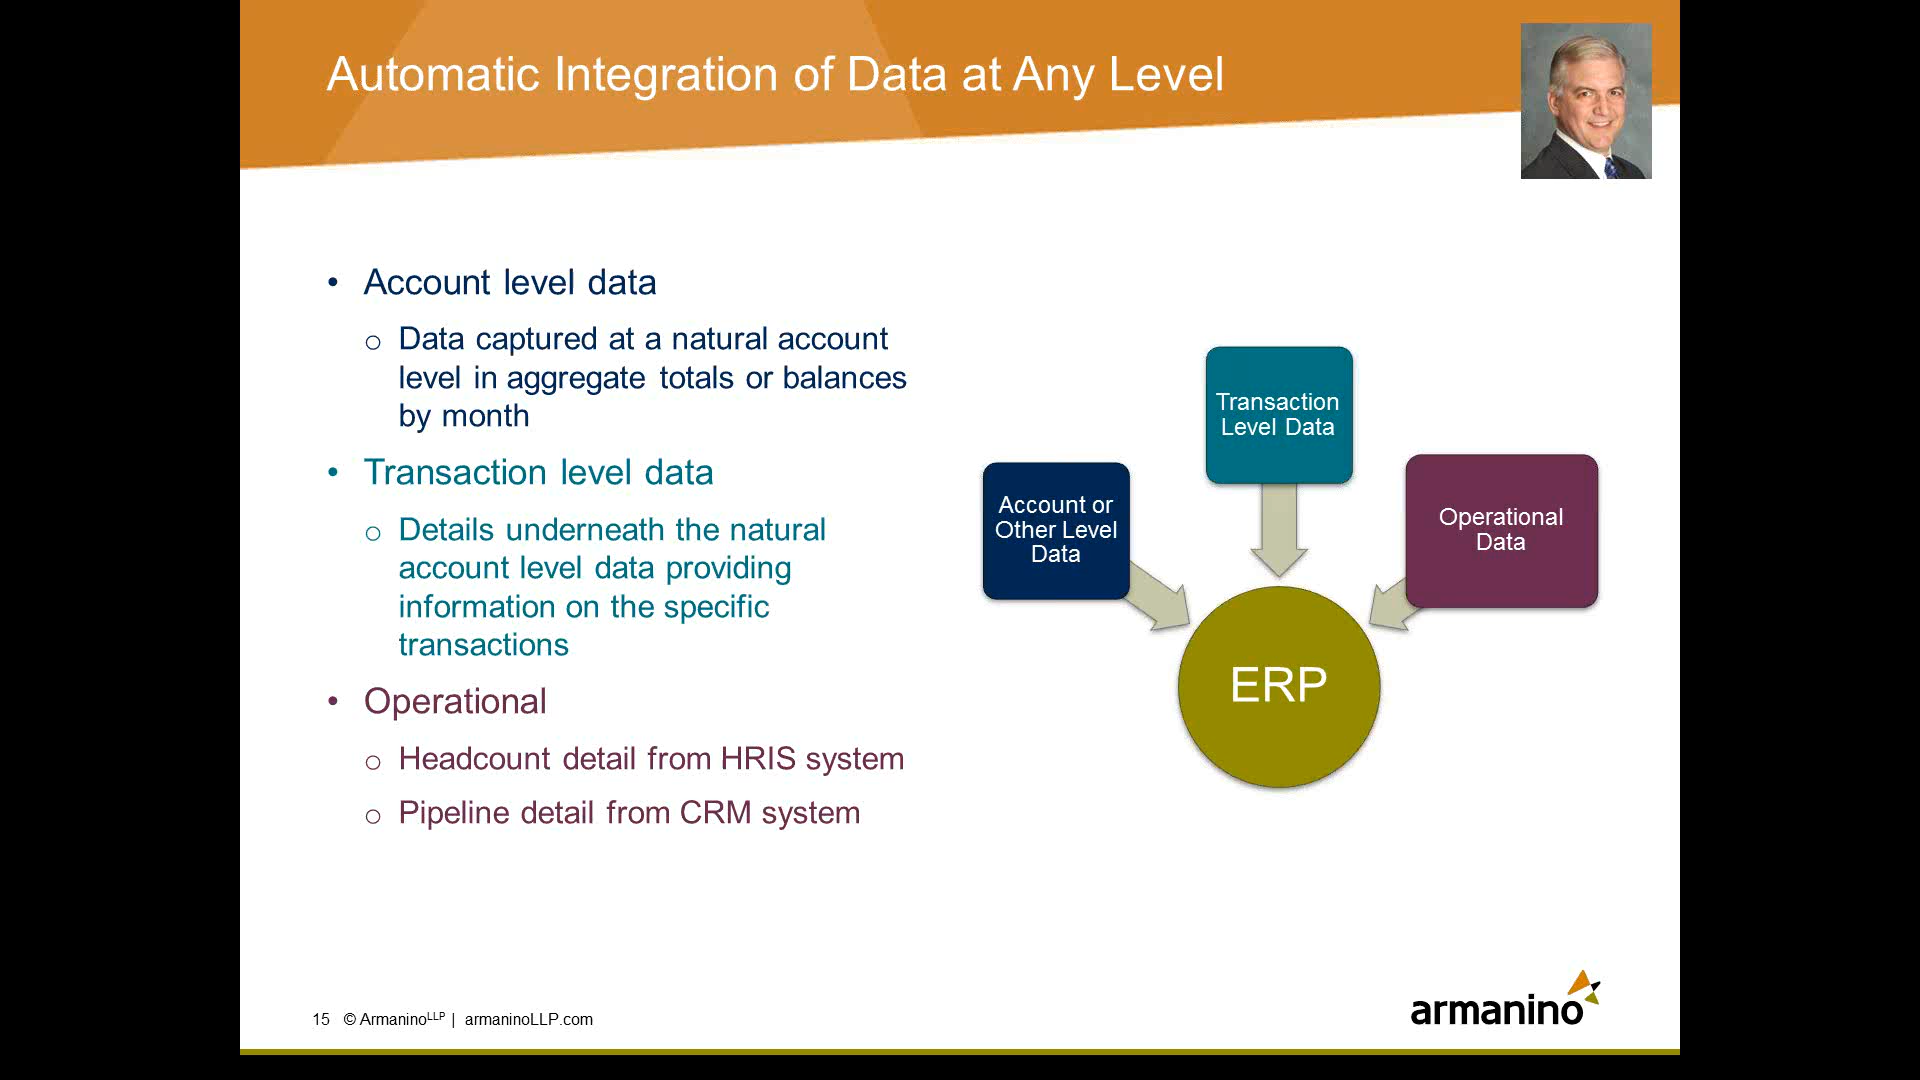 Automatic Integration of Data at Any Level
• Account level data
o Data captured at a natural account
level in aggregate totals or balances
by month
• Transaction level data
o Details underneath the natural
account level data providing
information on the specific
transactions
• Operational
o Headcount detail from HRIS system
o Pipeline detail from CRM system
Transaction
Level Data
Account or
Other Level
Data
Operational
Data
ERP
15 © ArmaninoLLP | armaninoLLP.com
armanino